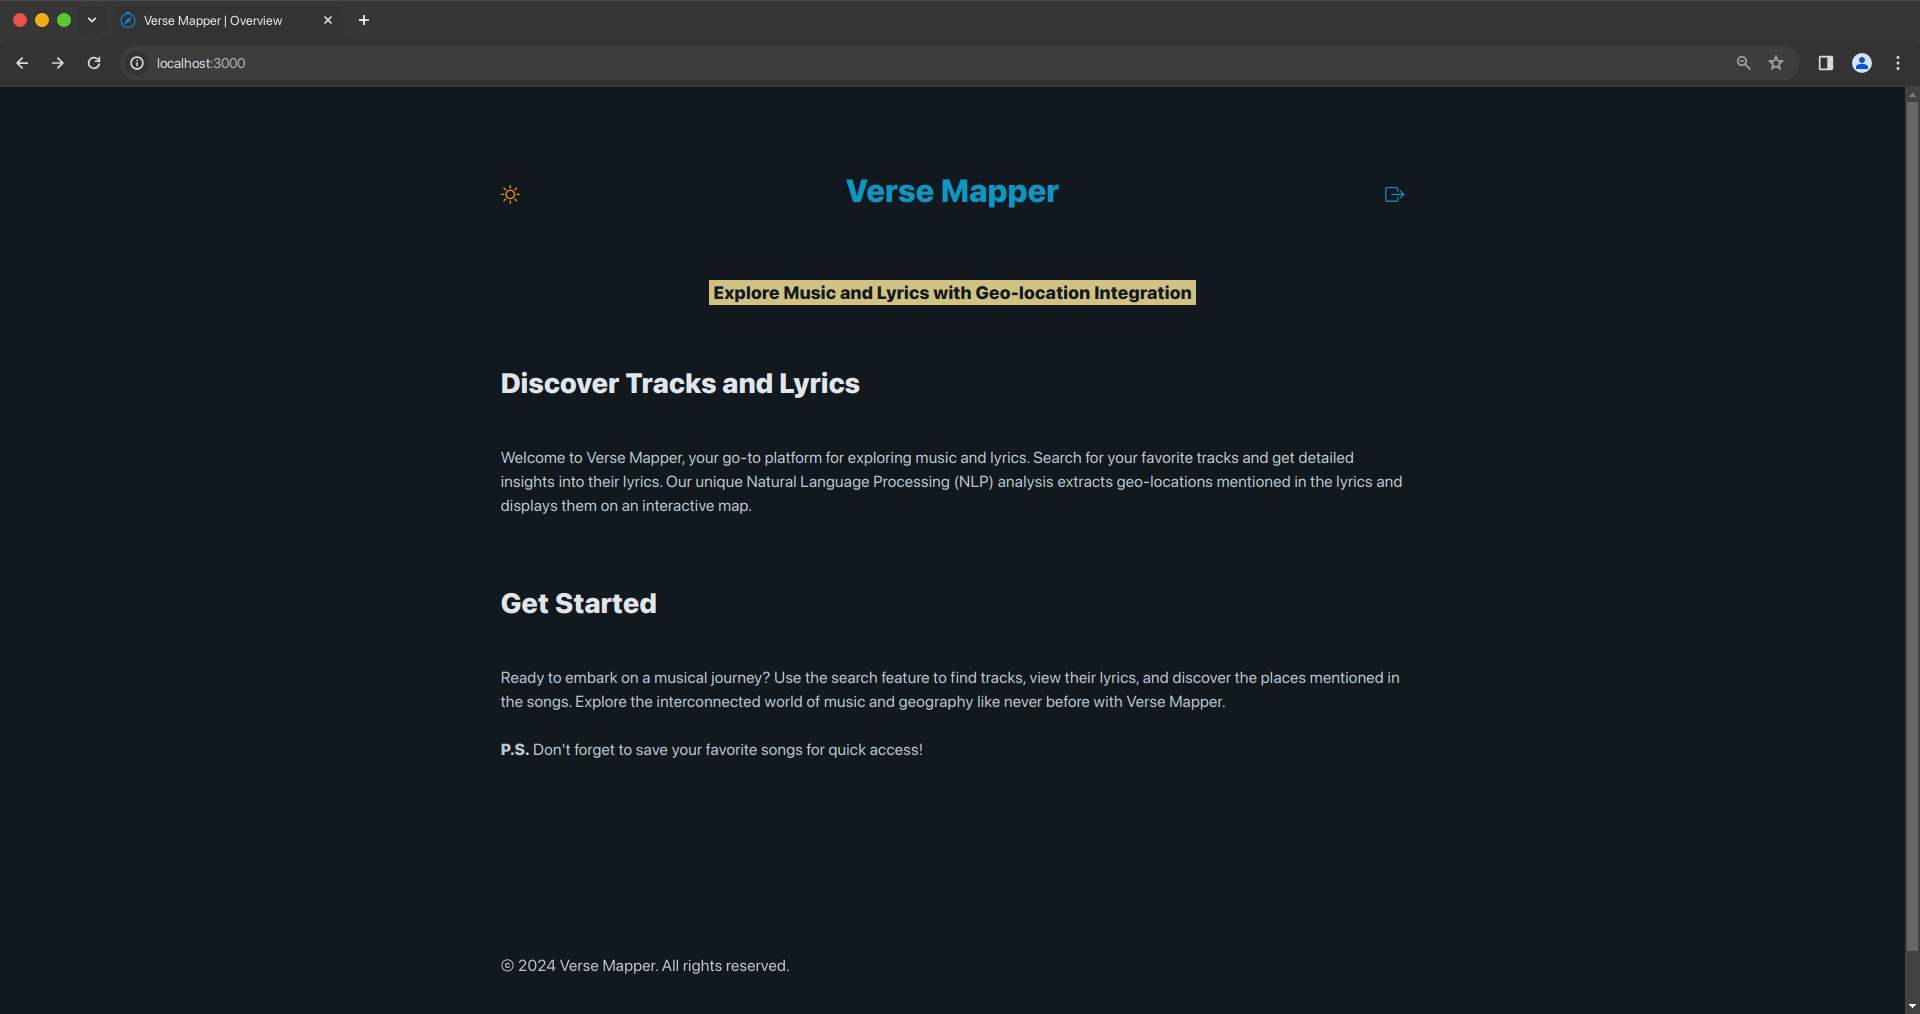 Verse Mapper | Overview
localhost:3000
Verse Mapper
Explore Music and Lyrics with Geo-location Integration
Discover Tracks and Lyrics
Welcome to Verse Mapper, your go-to platform for exploring music and lyrics. Search for your favorite tracks and get detailed
insights into their lyrics. Our unique Natural Language Processing (NLP) analysis extracts geo-locations mentioned in the lyrics and
displays them on an interactive map.
Get Started
Ready to embark on a musical journey? Use the search feature to find tracks, view their lyrics, and discover the places mentioned in
the songs. Explore the interconnected world of music and geography like never before with Verse Mapper.
P.S. Don't forget to save your favorite songs for quick access!
© 2024 Verse Mapper. All rights reserved.